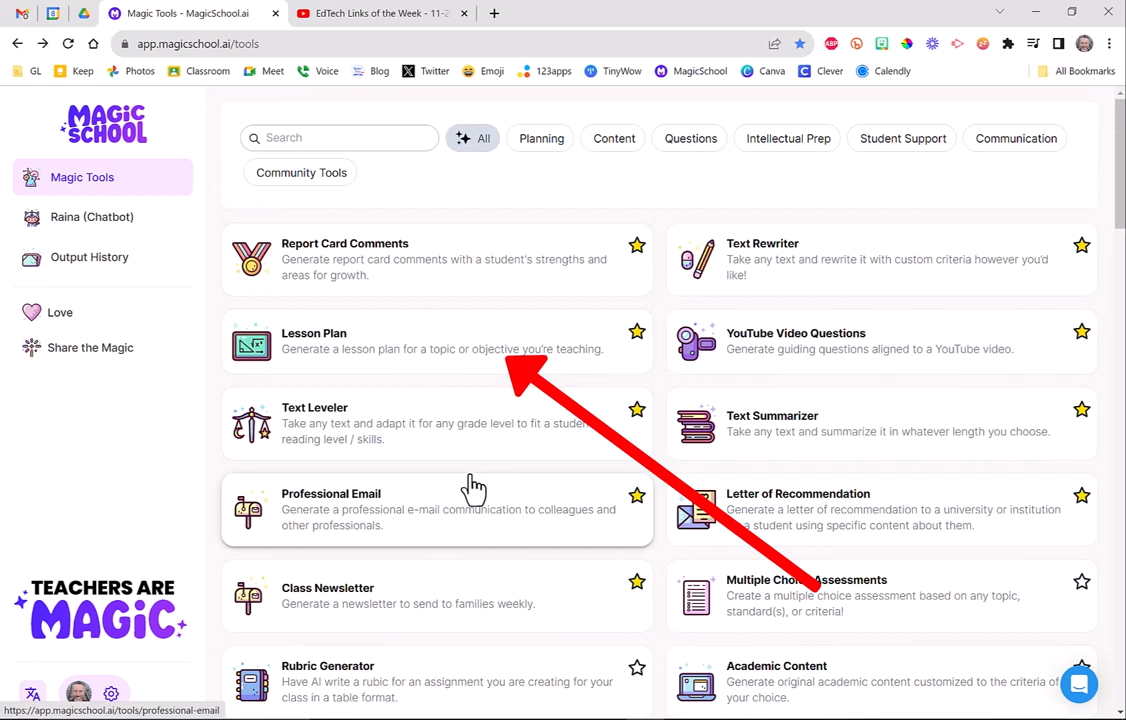 Magic Tools - MagicSchool.ai
EdTech Links of the Week - 11-2
app.magicschool.ai/tools
GL
Keep
Photos
Classroom
Meet
Voice
Blog
Twitter
Emoji
123apps
TinyWow
MagicSchool
Canva
Clever
Calendly
All Bookmarks
MAGIC
SCHOOL
Magic Tools
Raina (Chatbot)
Output History
Love
Share the Magic
TEACHERS ARE
MAGIC
Search
All
Planning
Content
Questions
Intellectual Prep
Student Support
Communication
Community Tools
Report Card Comments
Generate report card comments with a student's strengths and
areas for growth.
Text Rewriter
Take any text and rewrite it with custom criteria however you'd
like!
Lesson Plan
Generate a lesson plan for a topic or objective you're teaching.
YouTube Video Questions
Generate guiding questions aligned to a YouTube video.
Text Leveler
Take any text and adapt it for any grade level to fit a studen
reading level / skills.
Text Summarizer
Take any text and summarize it in whatever length you choose.
Professional Email
Generate a professional e-mail communication to colleagues and
other professionals.
Letter of Recommendation
Generate a letter of recommendation to a university or institution
a student using specific content about them.
Class Newsletter
Generate a newsletter to send to families weekly.
Multiple Choice Assessments
Create a multiple choice assessment based on any topic,
standard(s), or criteria!
Rubric Generator
Have AI write a rubic for an assignment you are creating for your
class in a table format.
Academic Content
Generate original academic content customized to the criteria of
your choice.
https://app.magicschool.ai/tools/professional-email